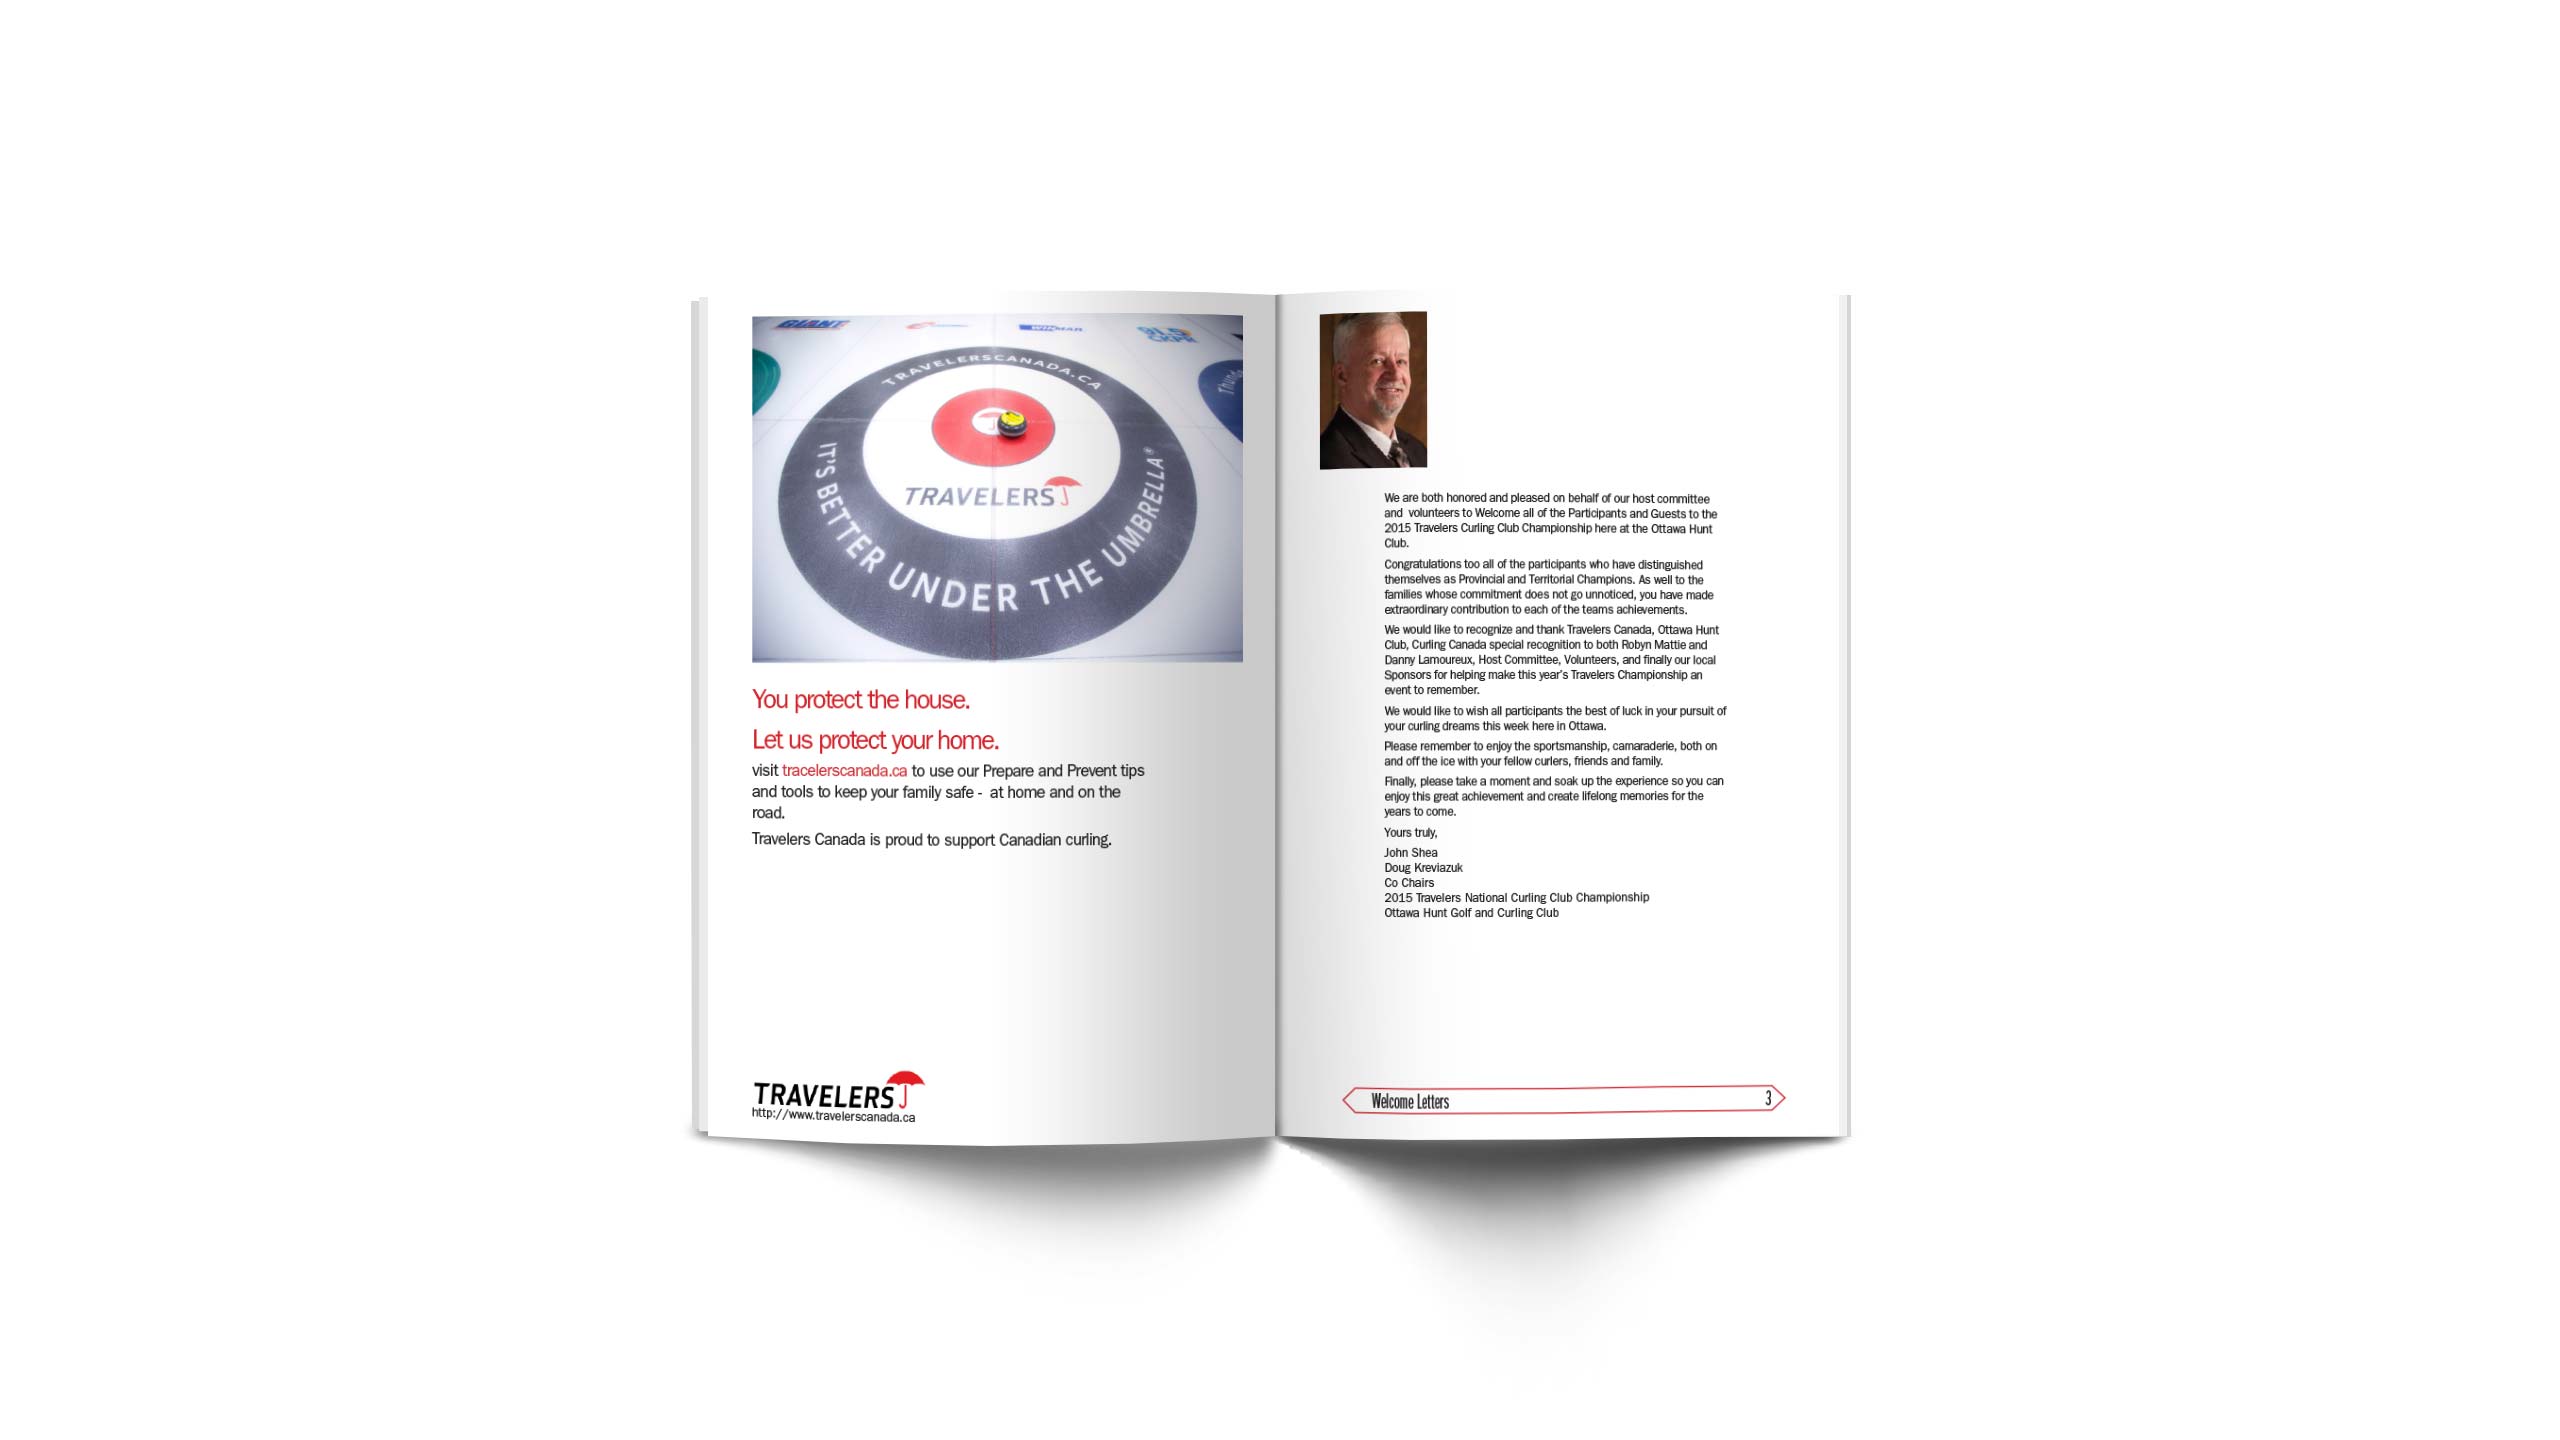 GIANT
WINMAR
91.5
CKPR
Thund
TRAVELERSCANADA.CA
TRAVELERS
IT'S BETTER UNDER THE UMBRELLA®
You protect the house.
Let us protect your home.
visit tracelerscanada.ca to use our Prepare and Prevent tips
and tools to keep your family safe -  at home and on the
road.
Travelers Canada is proud to support Canadian curling.
TRAVELERS
http://www.travelerscanada.ca
We are both honored and pleased on behalf of our host committee
and  volunteers to Welcome all of the Participants and Guests to the
2015 Travelers Curling Club Championship here at the Ottawa Hunt
Club.
Congratulations too all of the participants who have distinguished
themselves as Provincial and Territorial Champions. As well to the
families whose commitment does not go unnoticed, you have made
extraordinary contribution to each of the teams achievements.
We would like to recognize and thank Travelers Canada, Ottawa Hunt
Club, Curling Canada special recognition to both Robyn Mattie and
Danny Lamoureux, Host Committee, Volunteers, and finally our local
Sponsors for helping make this year's Travelers Championship an
event to remember.
We would like to wish all participants the best of luck in your pursuit of
your curling dreams this week here in Ottawa.
Please remember to enjoy the sportsmanship, camaraderie, both on
and off the ice with your fellow curlers, friends and family.
Finally, please take a moment and soak up the experience so you can
enjoy this great achievement and create lifelong memories for the
years to come.
Yours truly,
John Shea
Doug Kreviazuk
Co Chairs
2015 Travelers National Curling Club Championship
Ottawa Hunt Golf and Curling Club
Welcome Letters 3